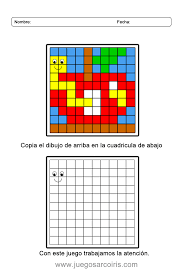 Nombre: Fecha:
Copia el dibujo de arriba en la cuadricula de abajo
Con este juego trabajamos la atención.
www.juegosarcoiris.com